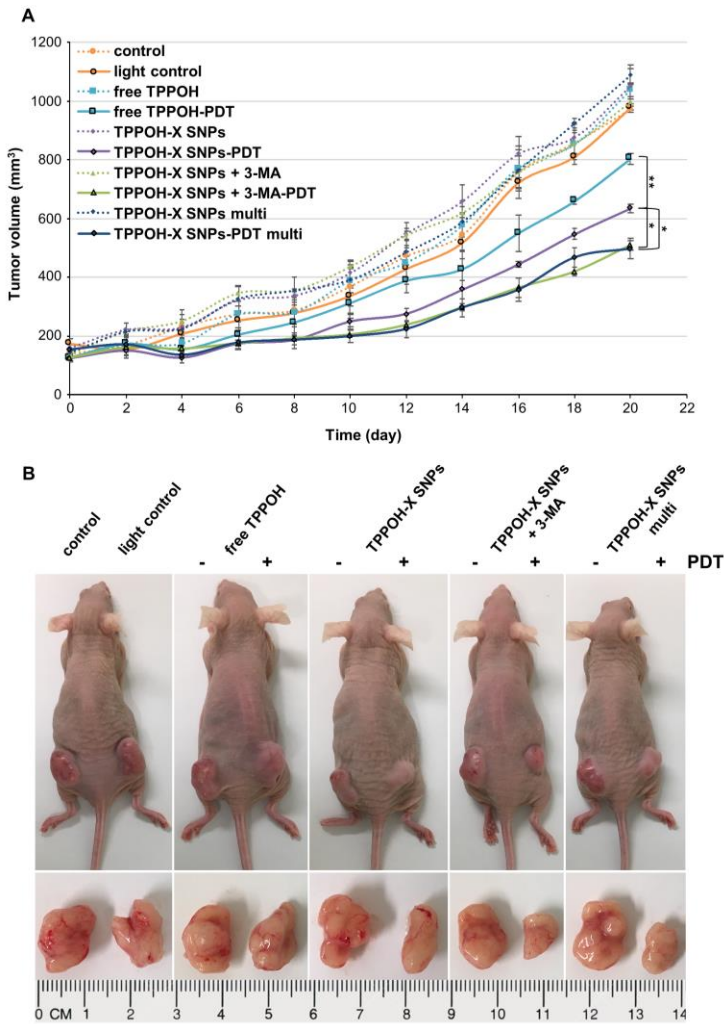 A
1200
1000
800
600
400
200
0
Tumor volume (mm³)
control
light control
free TPPOH
free TPPOH-PDT
TPPOH-X SNPs
TPPOH-X SNPs-PDT
TPPOH-X SNPs + 3-MA
TPPOH-X SNPs + 3-MA-PDT
TPPOH-X SNPs multi
TPPOH-X SNPs-PDT multi
**
*
*
0 2 4 6 8 10 12 14 16 18 20 22
Time (day)
B
control
light control
free TPPOH
TPPOH-X SNPs
TPPOH-X SNPs
+ 3-MA
TPPOH-X SNPs
multi
- + - + - + - + PDT
0 CM 1 2 3 4 5 6 7 8 9 10 11 12 13 14